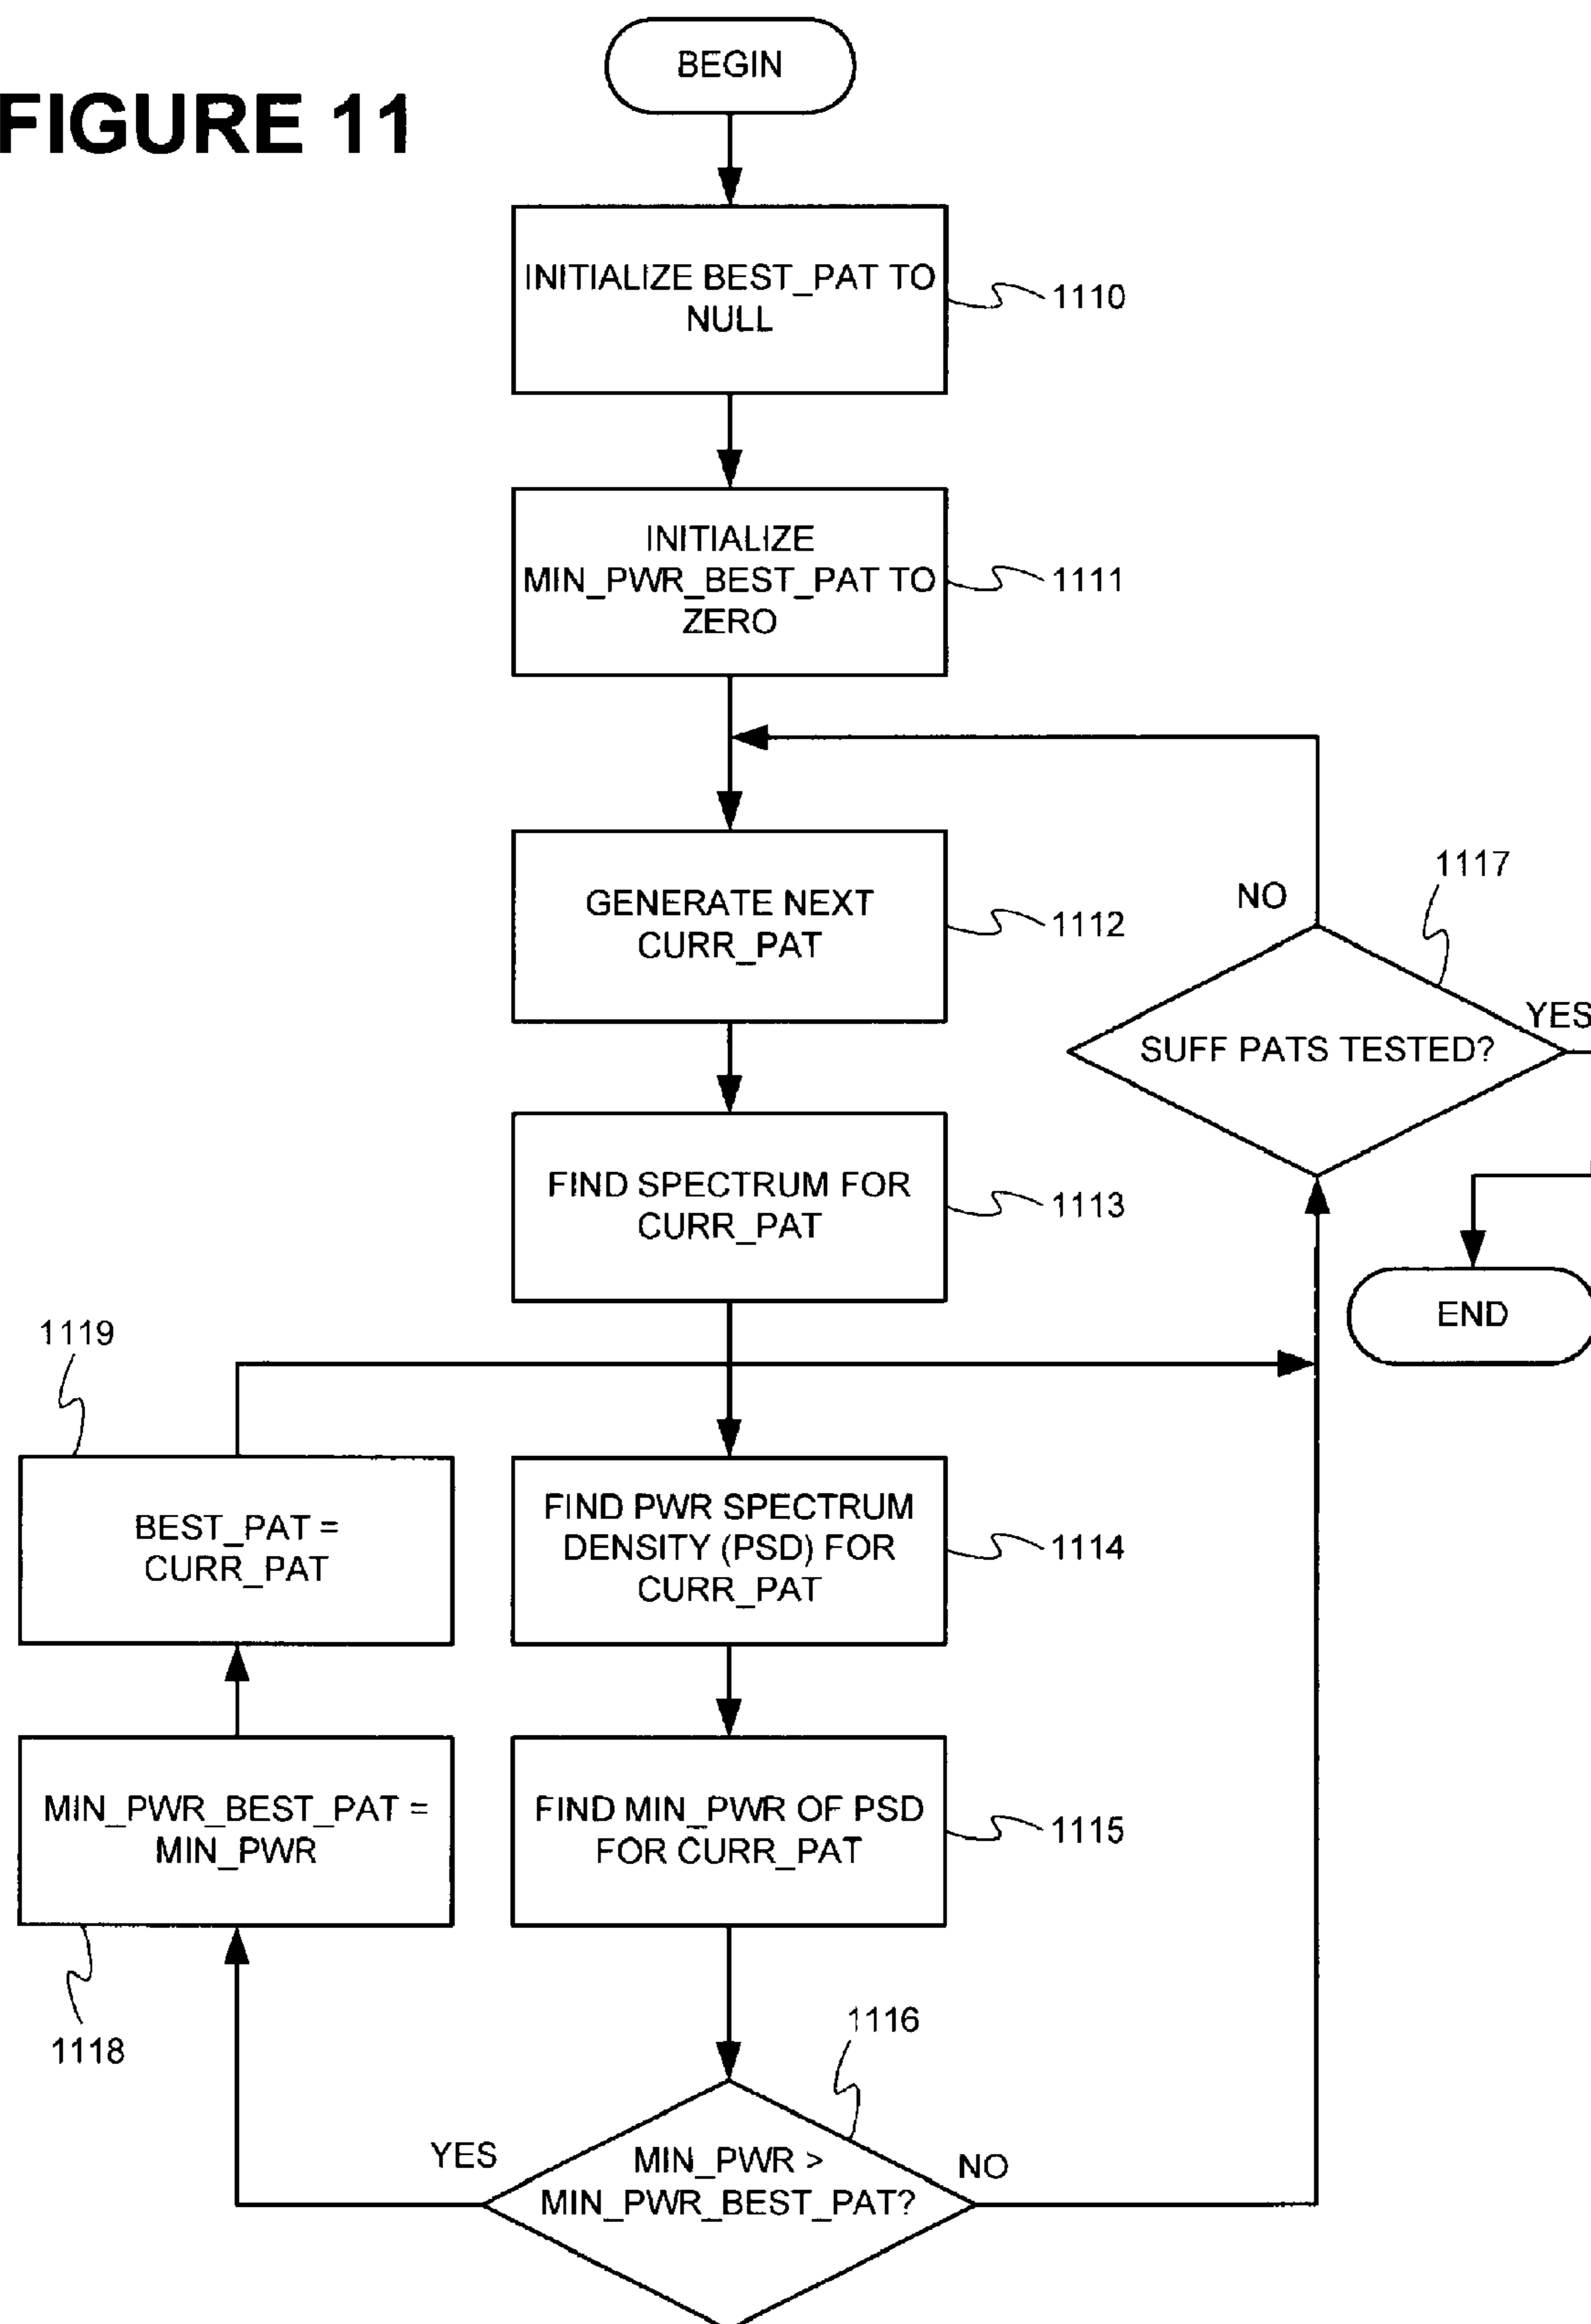 FIGURE 11
BEGIN
INITIALIZE BEST_PAT TO
NULL
1110
INITIALIZE
MIN_PWR_BEST_PAT TO
ZERO
1111
GENERATE NEXT
CURR_PAT
1112
1117
NO
SUFF PATS TESTED?
YES
FIND SPECTRUM FOR
CURR_PAT
1113
END
1119
BEST_PAT =
CURR_PAT
FIND PWR SPECTRUM
DENSITY (PSD) FOR
CURR_PAT
1114
MIN_PWR_BEST_PAT =
MIN_PWR
1118
FIND MIN_PWR OF PSD
FOR CURR_PAT
1115
1116
YES
MIN_PWR >
MIN_PWR_BEST_PAT?
NO